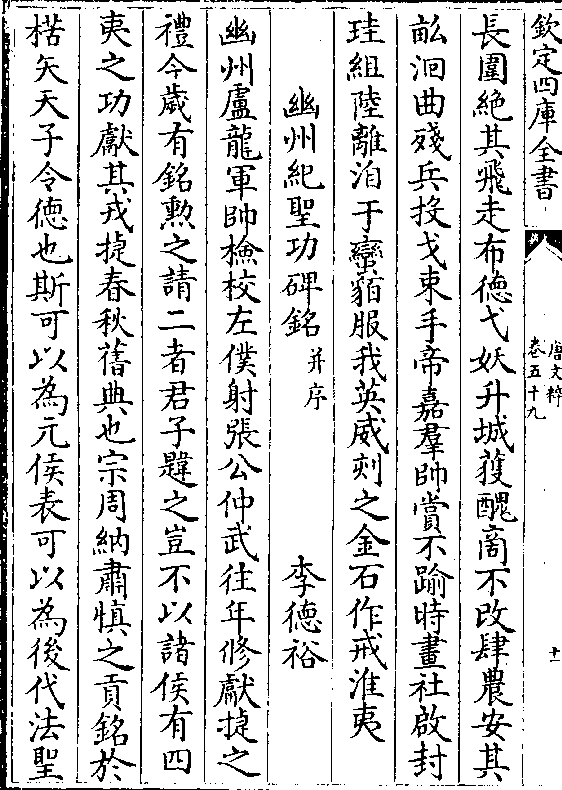 欽定四庫全書
唐文粹
卷五十九
十一
長圍絶其飛走布德弋妖升城獲醜啇不改肆農安其
畝洄曲殘兵投戈束手帝嘉羣帥賞不踰時畫社啟封
珪組陸離洎于蠻貊服我英威刻之金石作戒淮夷
幽州紀聖功碑銘并序
李德裕
幽州盧龍軍帥檢校左僕射張公仲武往年修獻捷之
禮今歲有銘勲之請二者君子韙之豈不以諸侯有四
夷之功獻其戎捷春秋舊典也宗周納肅慎之貢銘於
楛矢天子令德也斯可以為元侯表可以為後代法聖